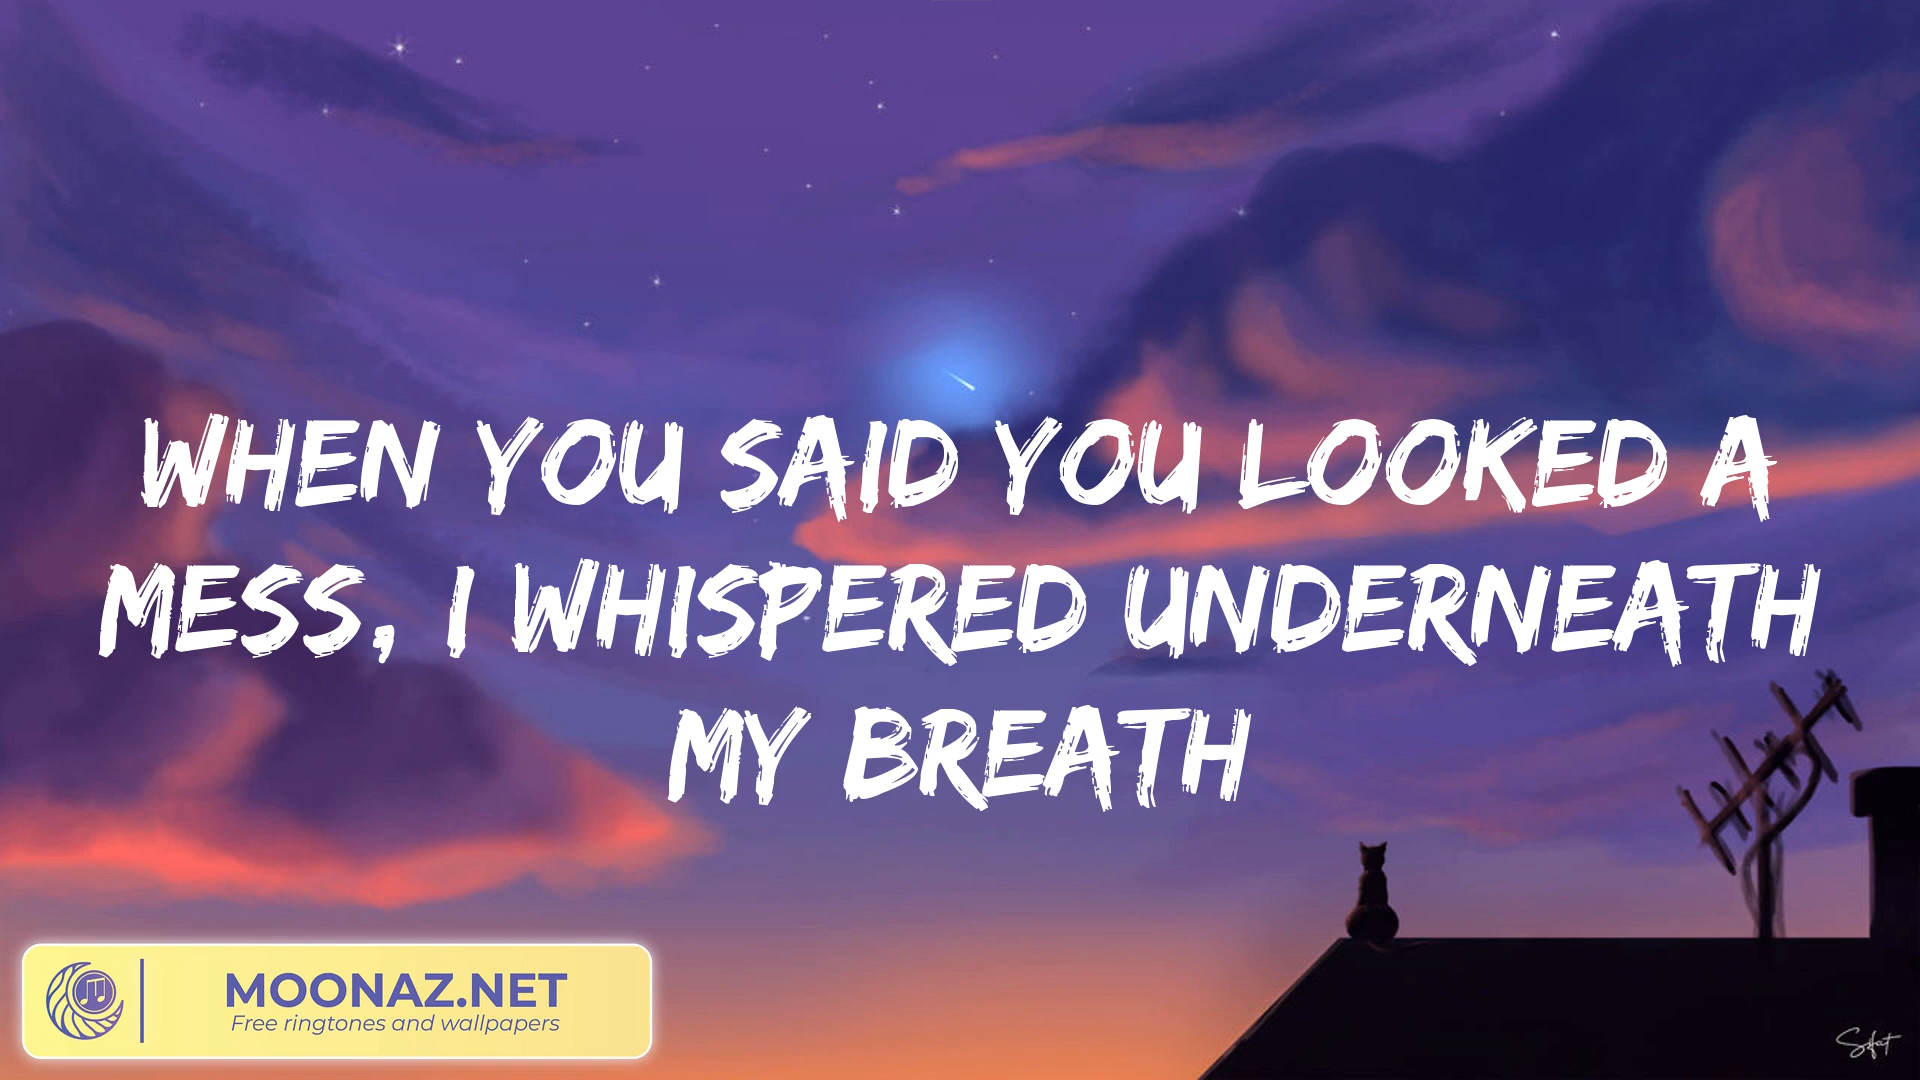 WHEN YOU SAID YOU LOOKED A
MESS, I WHISPERED UNDERNEATH
MY BREATH
MOONAZ.NET
Free ringtones and wallpapers